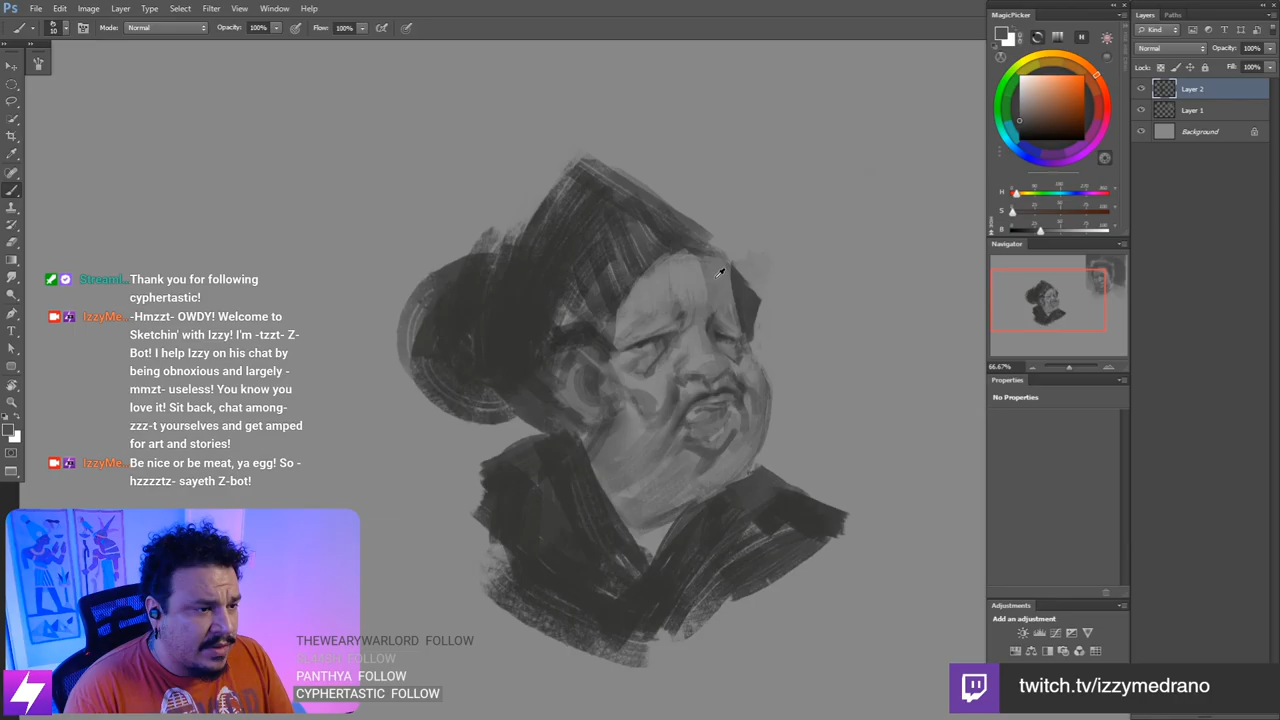 Ps File Edit Image Layer Type Select Filter 3D View Window Help
10 Mode: Normal Opacity: 100% Flow: 100%
MagicPicker
H
H
S
B
Navigator
66.67%
Properties
No Properties
Adjustments
Add an adjustment
Layers Paths
Kind
Normal Opacity: 100%
Lock: Fill: 100%
Layer 2
Layer 1
Background
Thank you for following
cyphertastic!
IzzyMe.. -Hmzzt- OWDY! Welcome to
Sketchin' with Izzy! I'm -tzzt- Z-
Bot! I help Izzy on his chat by
being obnoxious and largely -
mmzt- useless! You know you
love it! Sit back, chat among-
zzz-t yourselves and get amped
for art and stories!
IzzyMe.. Be nice or be meat, ya egg! So -
hzzzztz- sayeth Z-bot!
THEWEARYWARLORD FOLLOW
FOLLOW
PANTHYA FOLLOW
CYPHERTASTIC FOLLOW
twitch.tv/izzymedrano